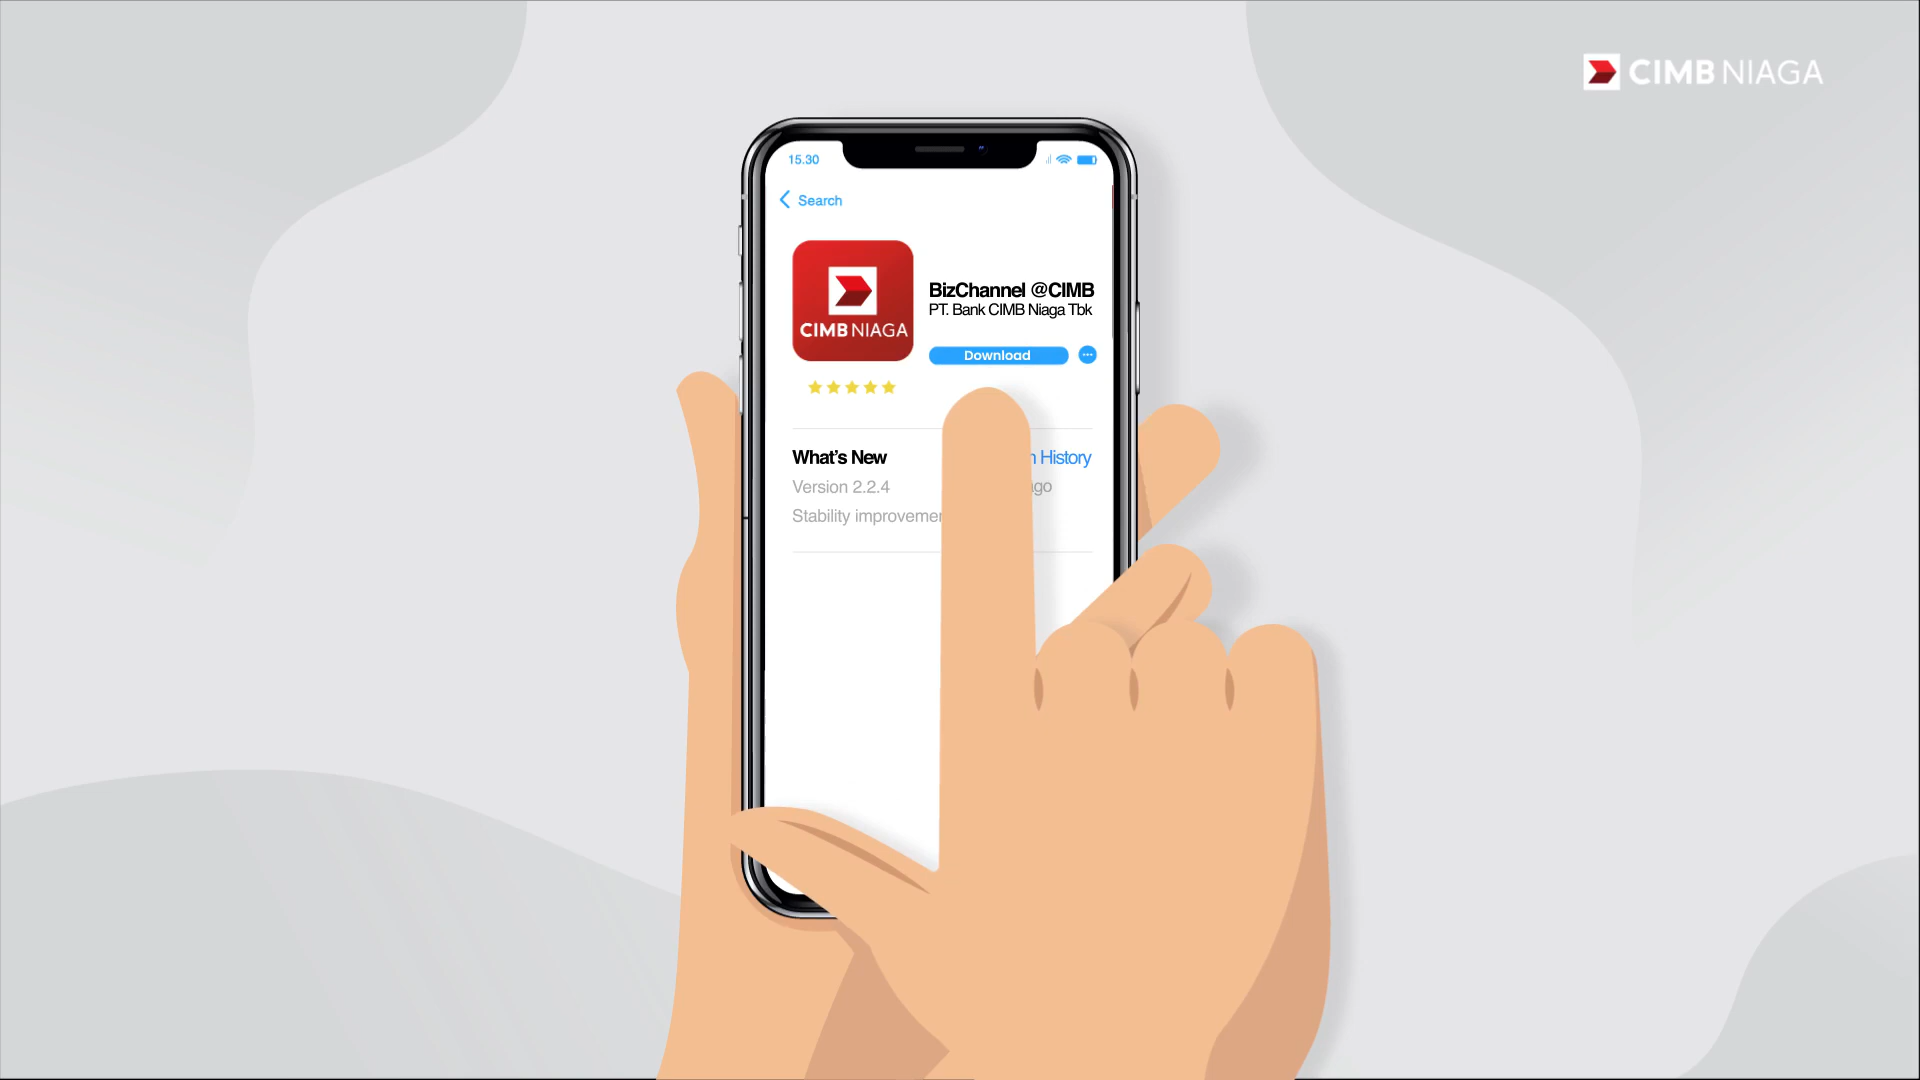 CIMB NIAGA
15.30
Search
CIMB NIAGA
BizChannel @CIMB
PT. Bank CIMB Niaga Tbk
Download
What's New
History
Version 2.2.4
ago
Stability